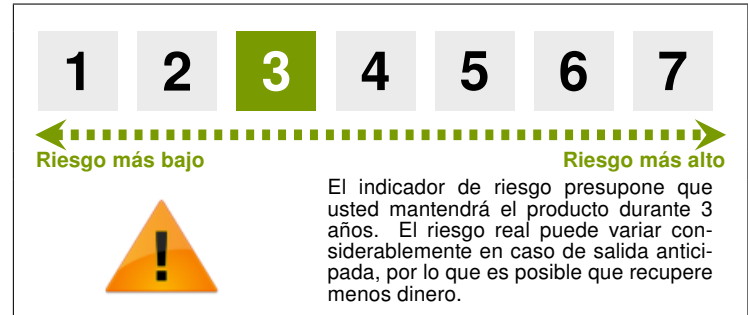 1 2 3 4 5 6 7
Riesgo más bajo Riesgo más alto
El indicador de riesgo presupone que
usted mantendrá el producto durante 3
años. El riesgo real puede variar con-
siderablemente en caso de salida antici-
pada, por lo que es posible que recupere
menos dinero.